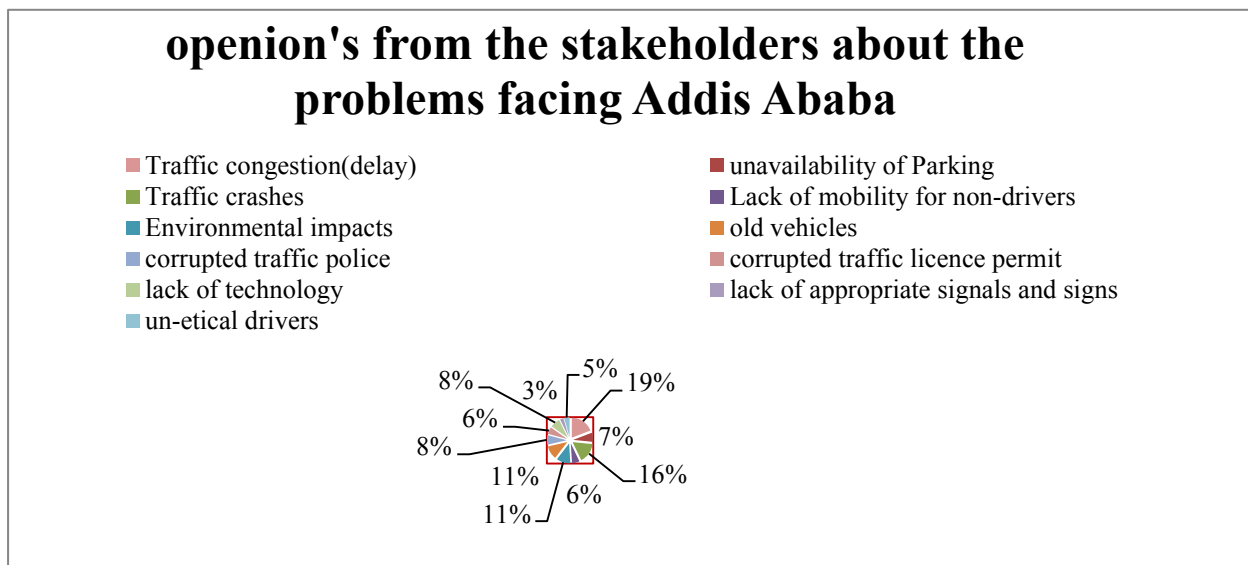 openion's from the stakeholders about the
problems facing Addis Ababa
Traffic congestion(delay)
unavailability of Parking
Traffic crashes
Lack of mobility for non-drivers
Environmental impacts
old vehicles
corrupted traffic police
corrupted traffic licence permit
lack of technology
lack of appropriate signals and signs
un-etical drivers
5%
8%
3%
19%
6%
7%
8%
11%
16%
6%
11%